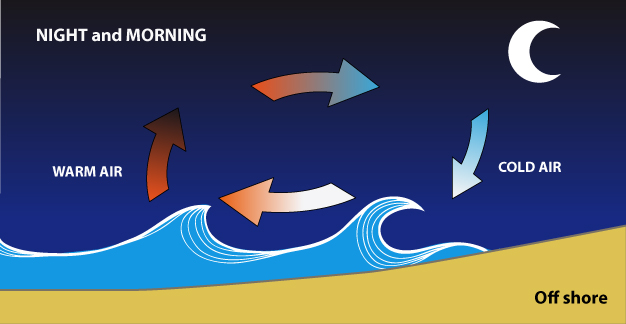 NIGHT and MORNING
WARM AIR
COLD AIR
Off shore